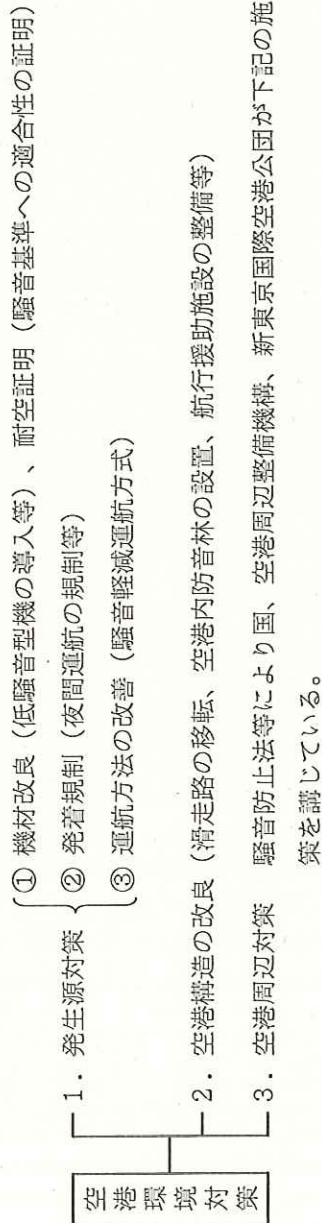 空港環境対策
1．発生源対策
① 機材改良（低騒音型機の導入等）、耐空証明（騒音基準への適合性の証明）
② 発着規制（夜間運航の規制等）
③ 運航方法の改善（騒音軽減運航方式）
2．空港構造の改良（滑走路の移転、空港内防音林の設置、航行援助施設の整備等）
3．空港周辺対策　騒音防止法等により国、空港周辺整備機構、新東京国際空港公団が下記の施
策を講じている。